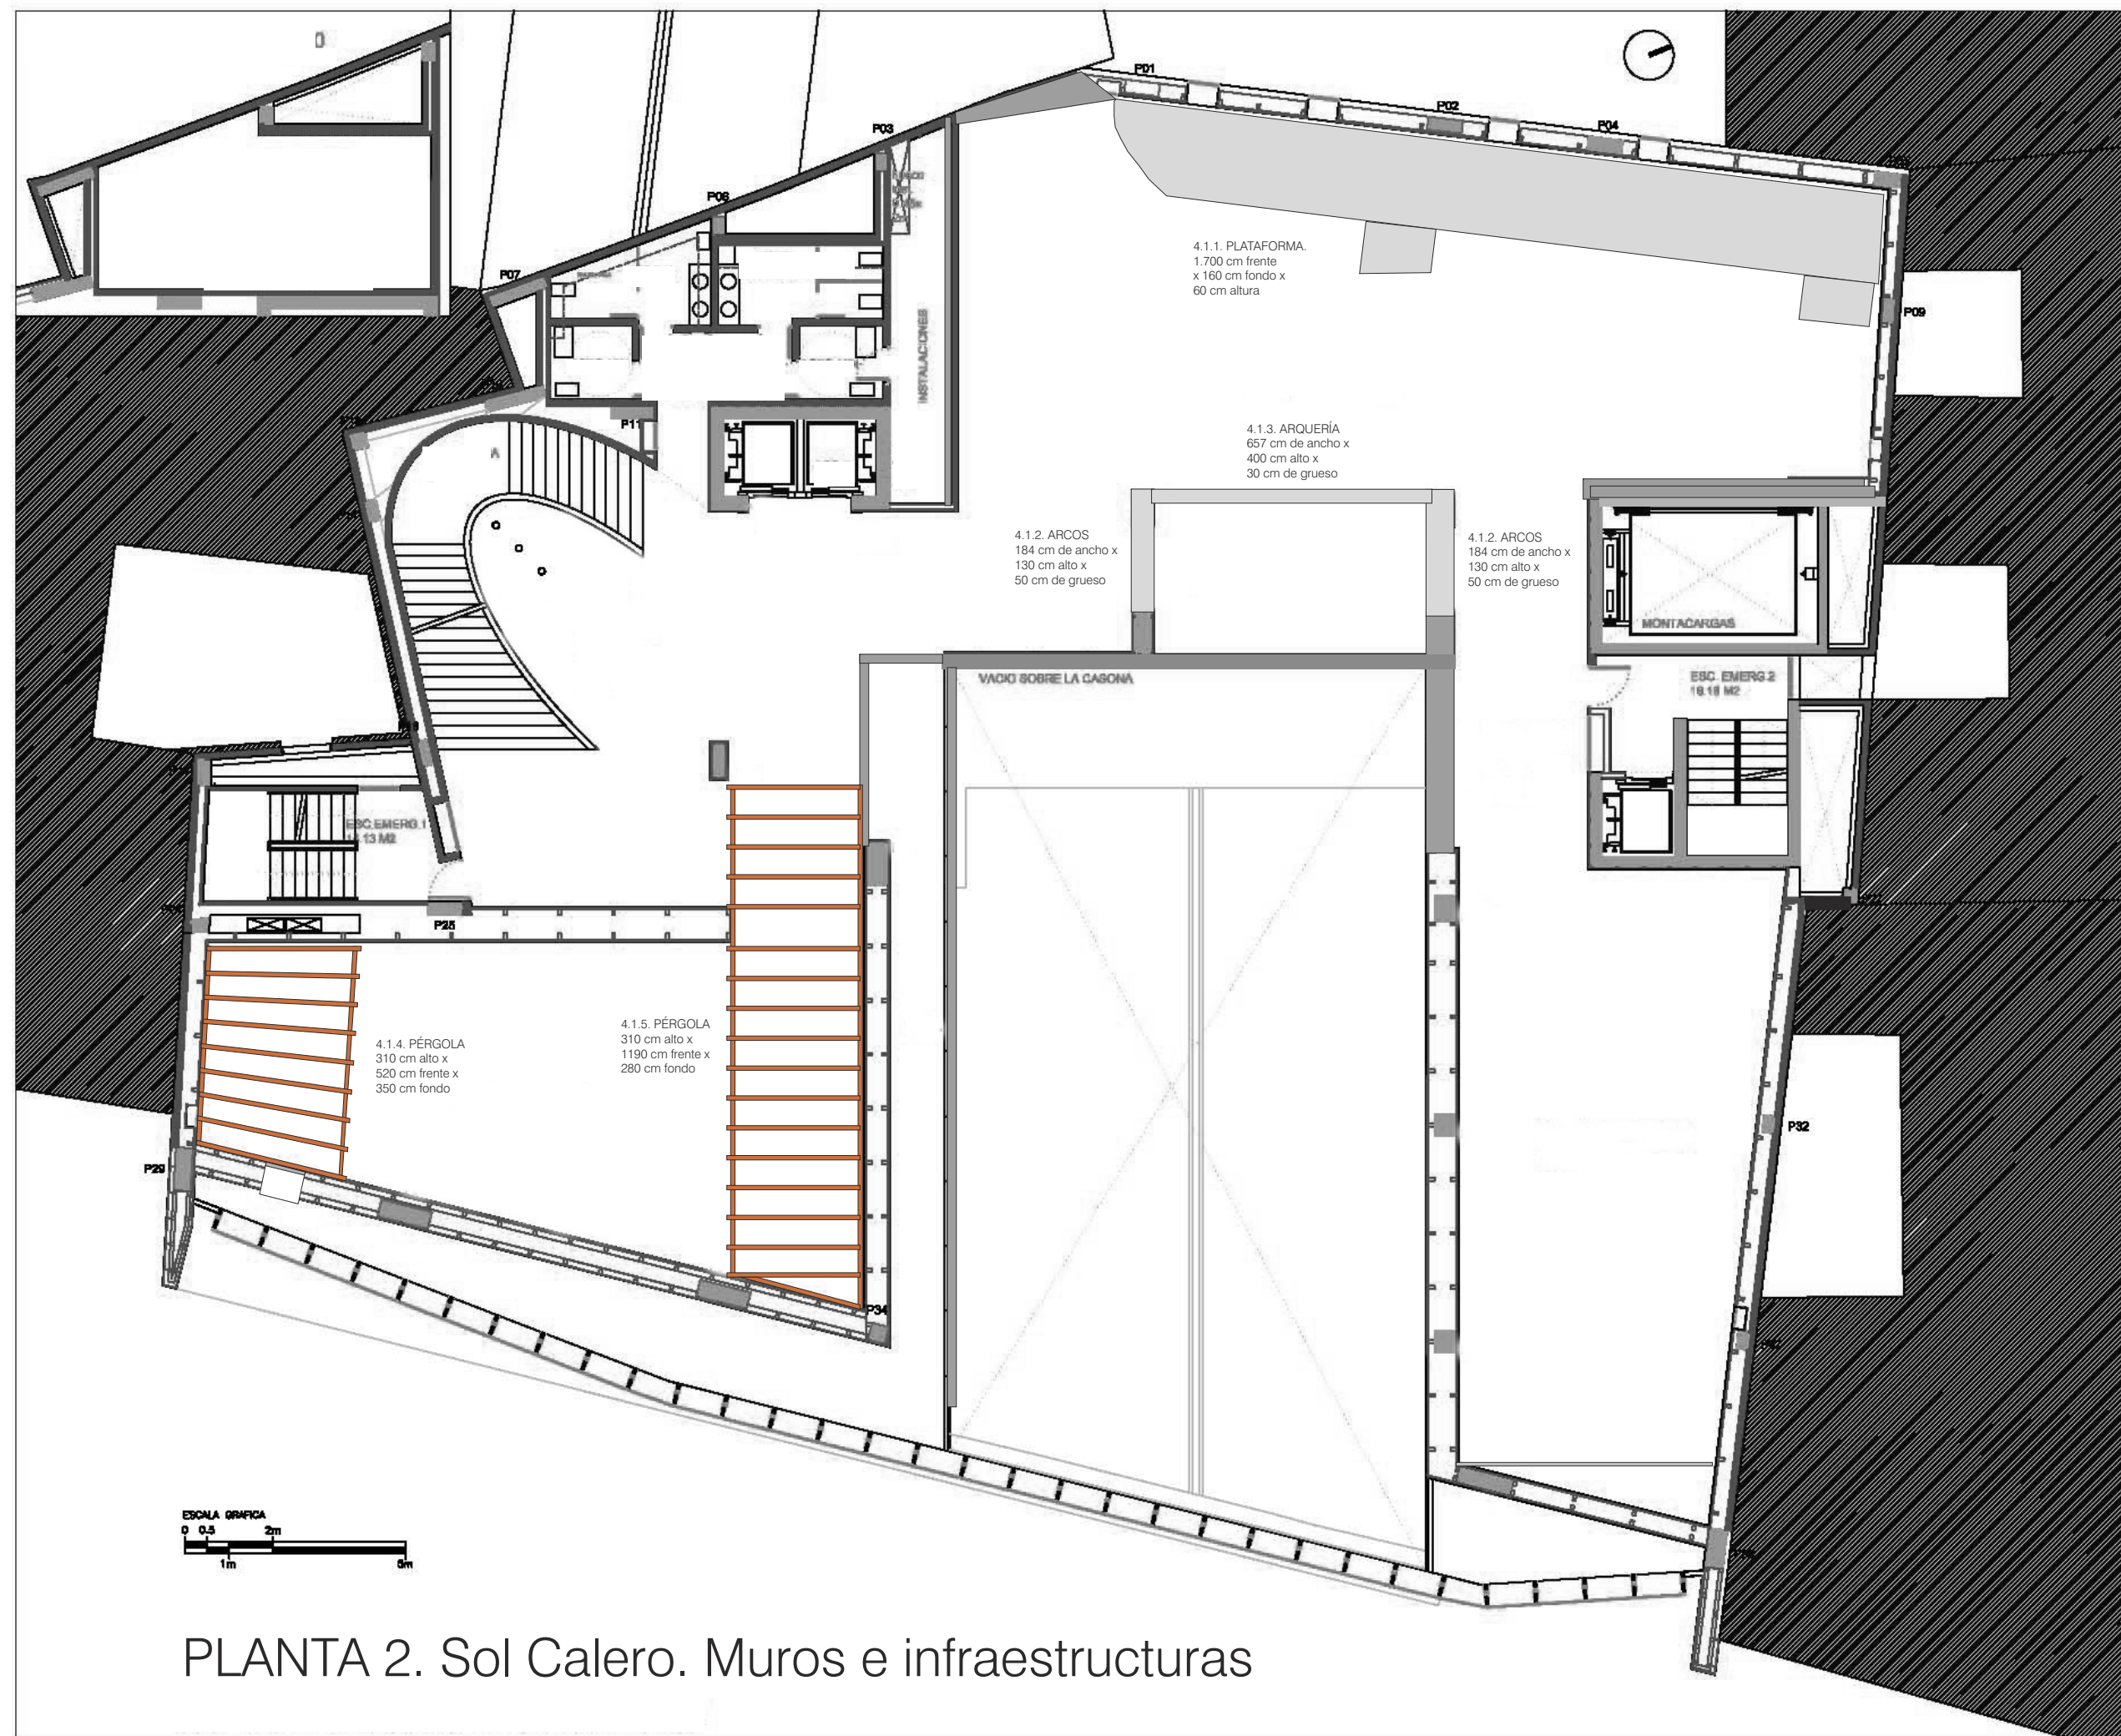 P01
P02
P04
P03
P06
P07
P09
4.1.1. PLATAFORMA.
1.700 cm frente
x 160 cm fondo x
60 cm altura
INSTALACIONES
P11
A
4.1.3. ARQUERÍA
657 cm de ancho x
400 cm alto x
30 cm de grueso
4.1.2. ARCOS
184 cm de ancho x
130 cm alto x
50 cm de grueso
4.1.2. ARCOS
184 cm de ancho x
130 cm alto x
50 cm de grueso
MONTACARGAS
VACIO SOBRE LA CASONA
ESC. EMERG.2
18.18 M2
ESC.EMERG.1
13 M2
P25
4.1.4. PÉRGOLA
310 cm alto x
520 cm frente x
350 cm fondo
4.1.5. PÉRGOLA
310 cm alto x
1190 cm frente x
280 cm fondo
P32
P29
P34
ESCALA GRAFICA
0 0.5 2m
1m 5m
PLANTA 2. Sol Calero. Muros e infraestructuras